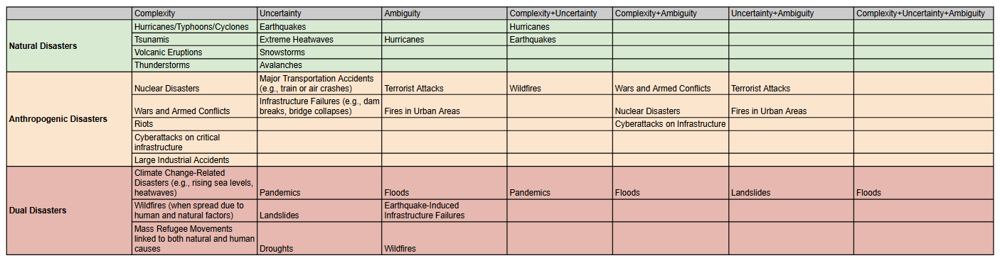 Complexity Uncertainty Ambiguity Complexity+Uncertainty Complexity+Ambiguity Uncertainty+Ambiguity Complexity+Uncertainty+Ambiguity
Natural Disasters
Hurricanes/Typhoons/Cyclones Earthquakes Hurricanes
Tsunamis Extreme Heatwaves Hurricanes Earthquakes
Volcanic Eruptions Snowstorms
Thunderstorms Avalanches
Anthropogenic Disasters
Nuclear Disasters
Major Transportation Accidents
(e.g., train or air crashes)
Terrorist Attacks Wildfires Wars and Armed Conflicts Terrorist Attacks
Wars and Armed Conflicts
Infrastructure Failures (e.g., dam
breaks, bridge collapses)
Fires in Urban Areas Nuclear Disasters Fires in Urban Areas
Riots Cyberattacks on Infrastructure
Cyberattacks on critical
infrastructure
Large Industrial Accidents
Dual Disasters
Climate Change-Related
Disasters (e.g., rising sea levels,
heatwaves)
Pandemics Floods Pandemics Floods Landslides Floods
Wildfires (when spread due to
human and natural factors)
Landslides
Earthquake-Induced
Infrastructure Failures
Mass Refugee Movements
linked to both natural and human
causes
Droughts Wildfires